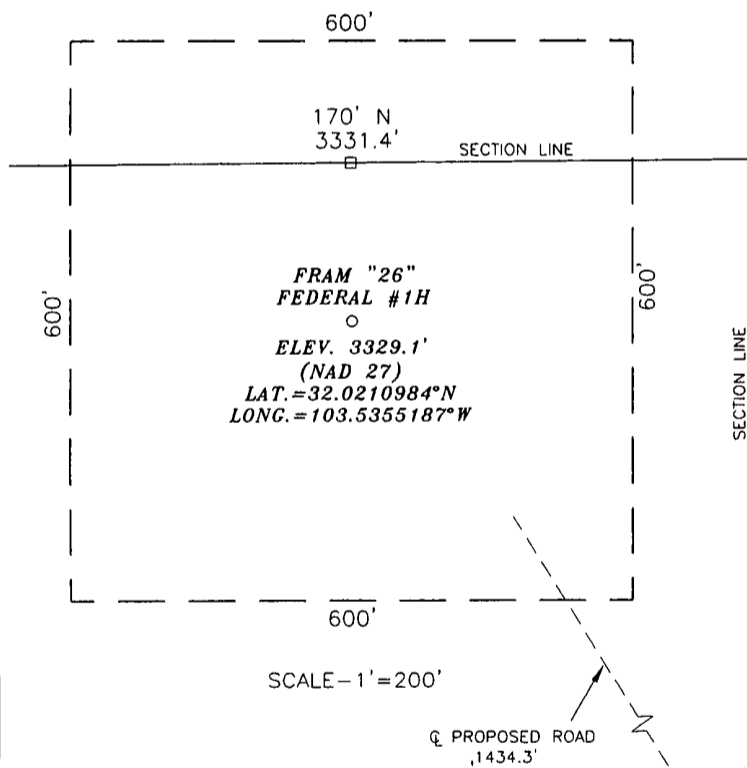 600'
170' N
3331.4'
SECTION LINE
FRAM "26"
FEDERAL #1H
600'
600'
ELEV. 3329.1'
(NAD 27)
LAT.=32.0210984°N
LONG.=103.5355187°W
SECTION LINE
600'
SCALE-1'=200'
℄ PROPOSED ROAD
,1434.3'